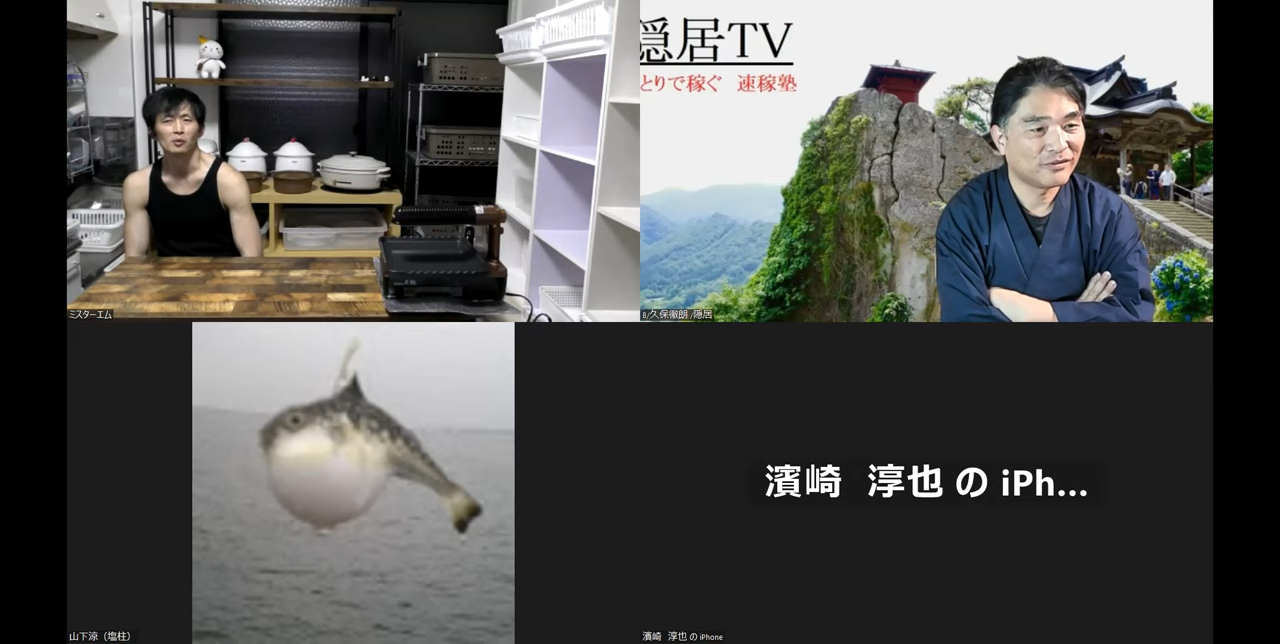 隠居TV
とりで稼ぐ 速稼塾
ミスターエム
8/久保徹朗/隠居
濱崎 淳也 の iPh...
山下涼（塩柱）
濱崎 淳也 の iPhone